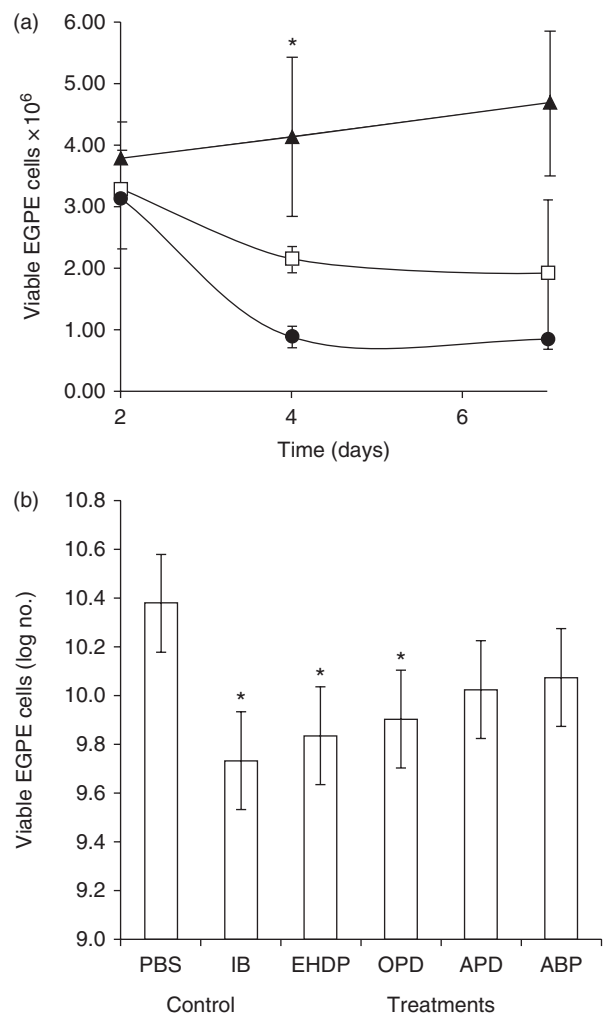 (a)
6.00
5.00
4.00
3.00
2.00
1.00
0.00
Viable EGPE cells ×10⁶
*
2 4 6
Time (days)
(b)
10.8
10.6
10.4
10.2
10.0
9.8
9.6
9.4
9.2
9.0
Viable EGPE cells (log no.)
* * *
PBS IB EHDP OPD APD ABP
Control Treatments